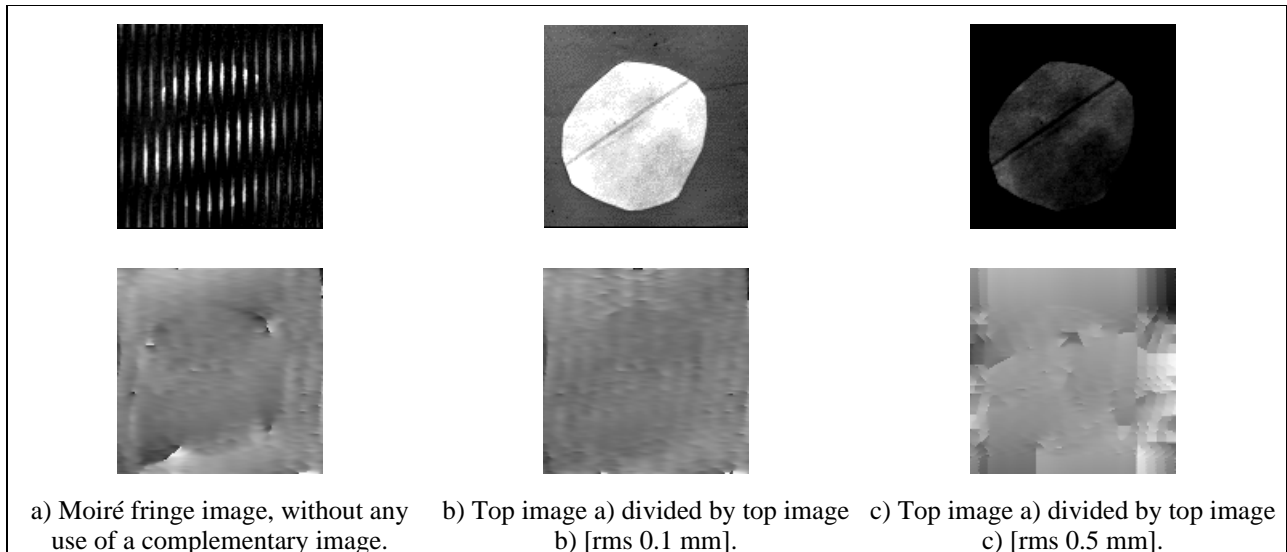 a) Moiré fringe image, without any
use of a complementary image.
b) Top image a) divided by top image
b) [rms 0.1 mm].
c) Top image a) divided by top image
c) [rms 0.5 mm].